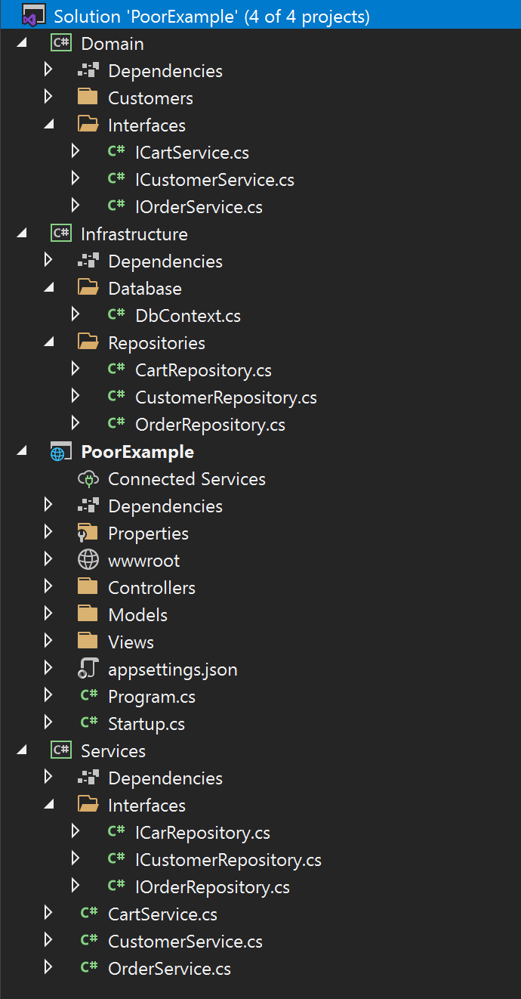 Solution 'PoorExample' (4 of 4 projects)
C# Domain
Dependencies
Customers
Interfaces
C# ICartService.cs
C# ICustomerService.cs
C# IOrderService.cs
C# Infrastructure
Dependencies
Database
C# DbContext.cs
Repositories
C# CartRepository.cs
C# CustomerRepository.cs
C# OrderRepository.cs
PoorExample
Connected Services
Dependencies
Properties
wwwroot
Controllers
Models
Views
appsettings.json
C# Program.cs
C# Startup.cs
C# Services
Dependencies
Interfaces
C# ICarRepository.cs
C# ICustomerRepository.cs
C# IOrderRepository.cs
C# CartService.cs
C# CustomerService.cs
C# OrderService.cs